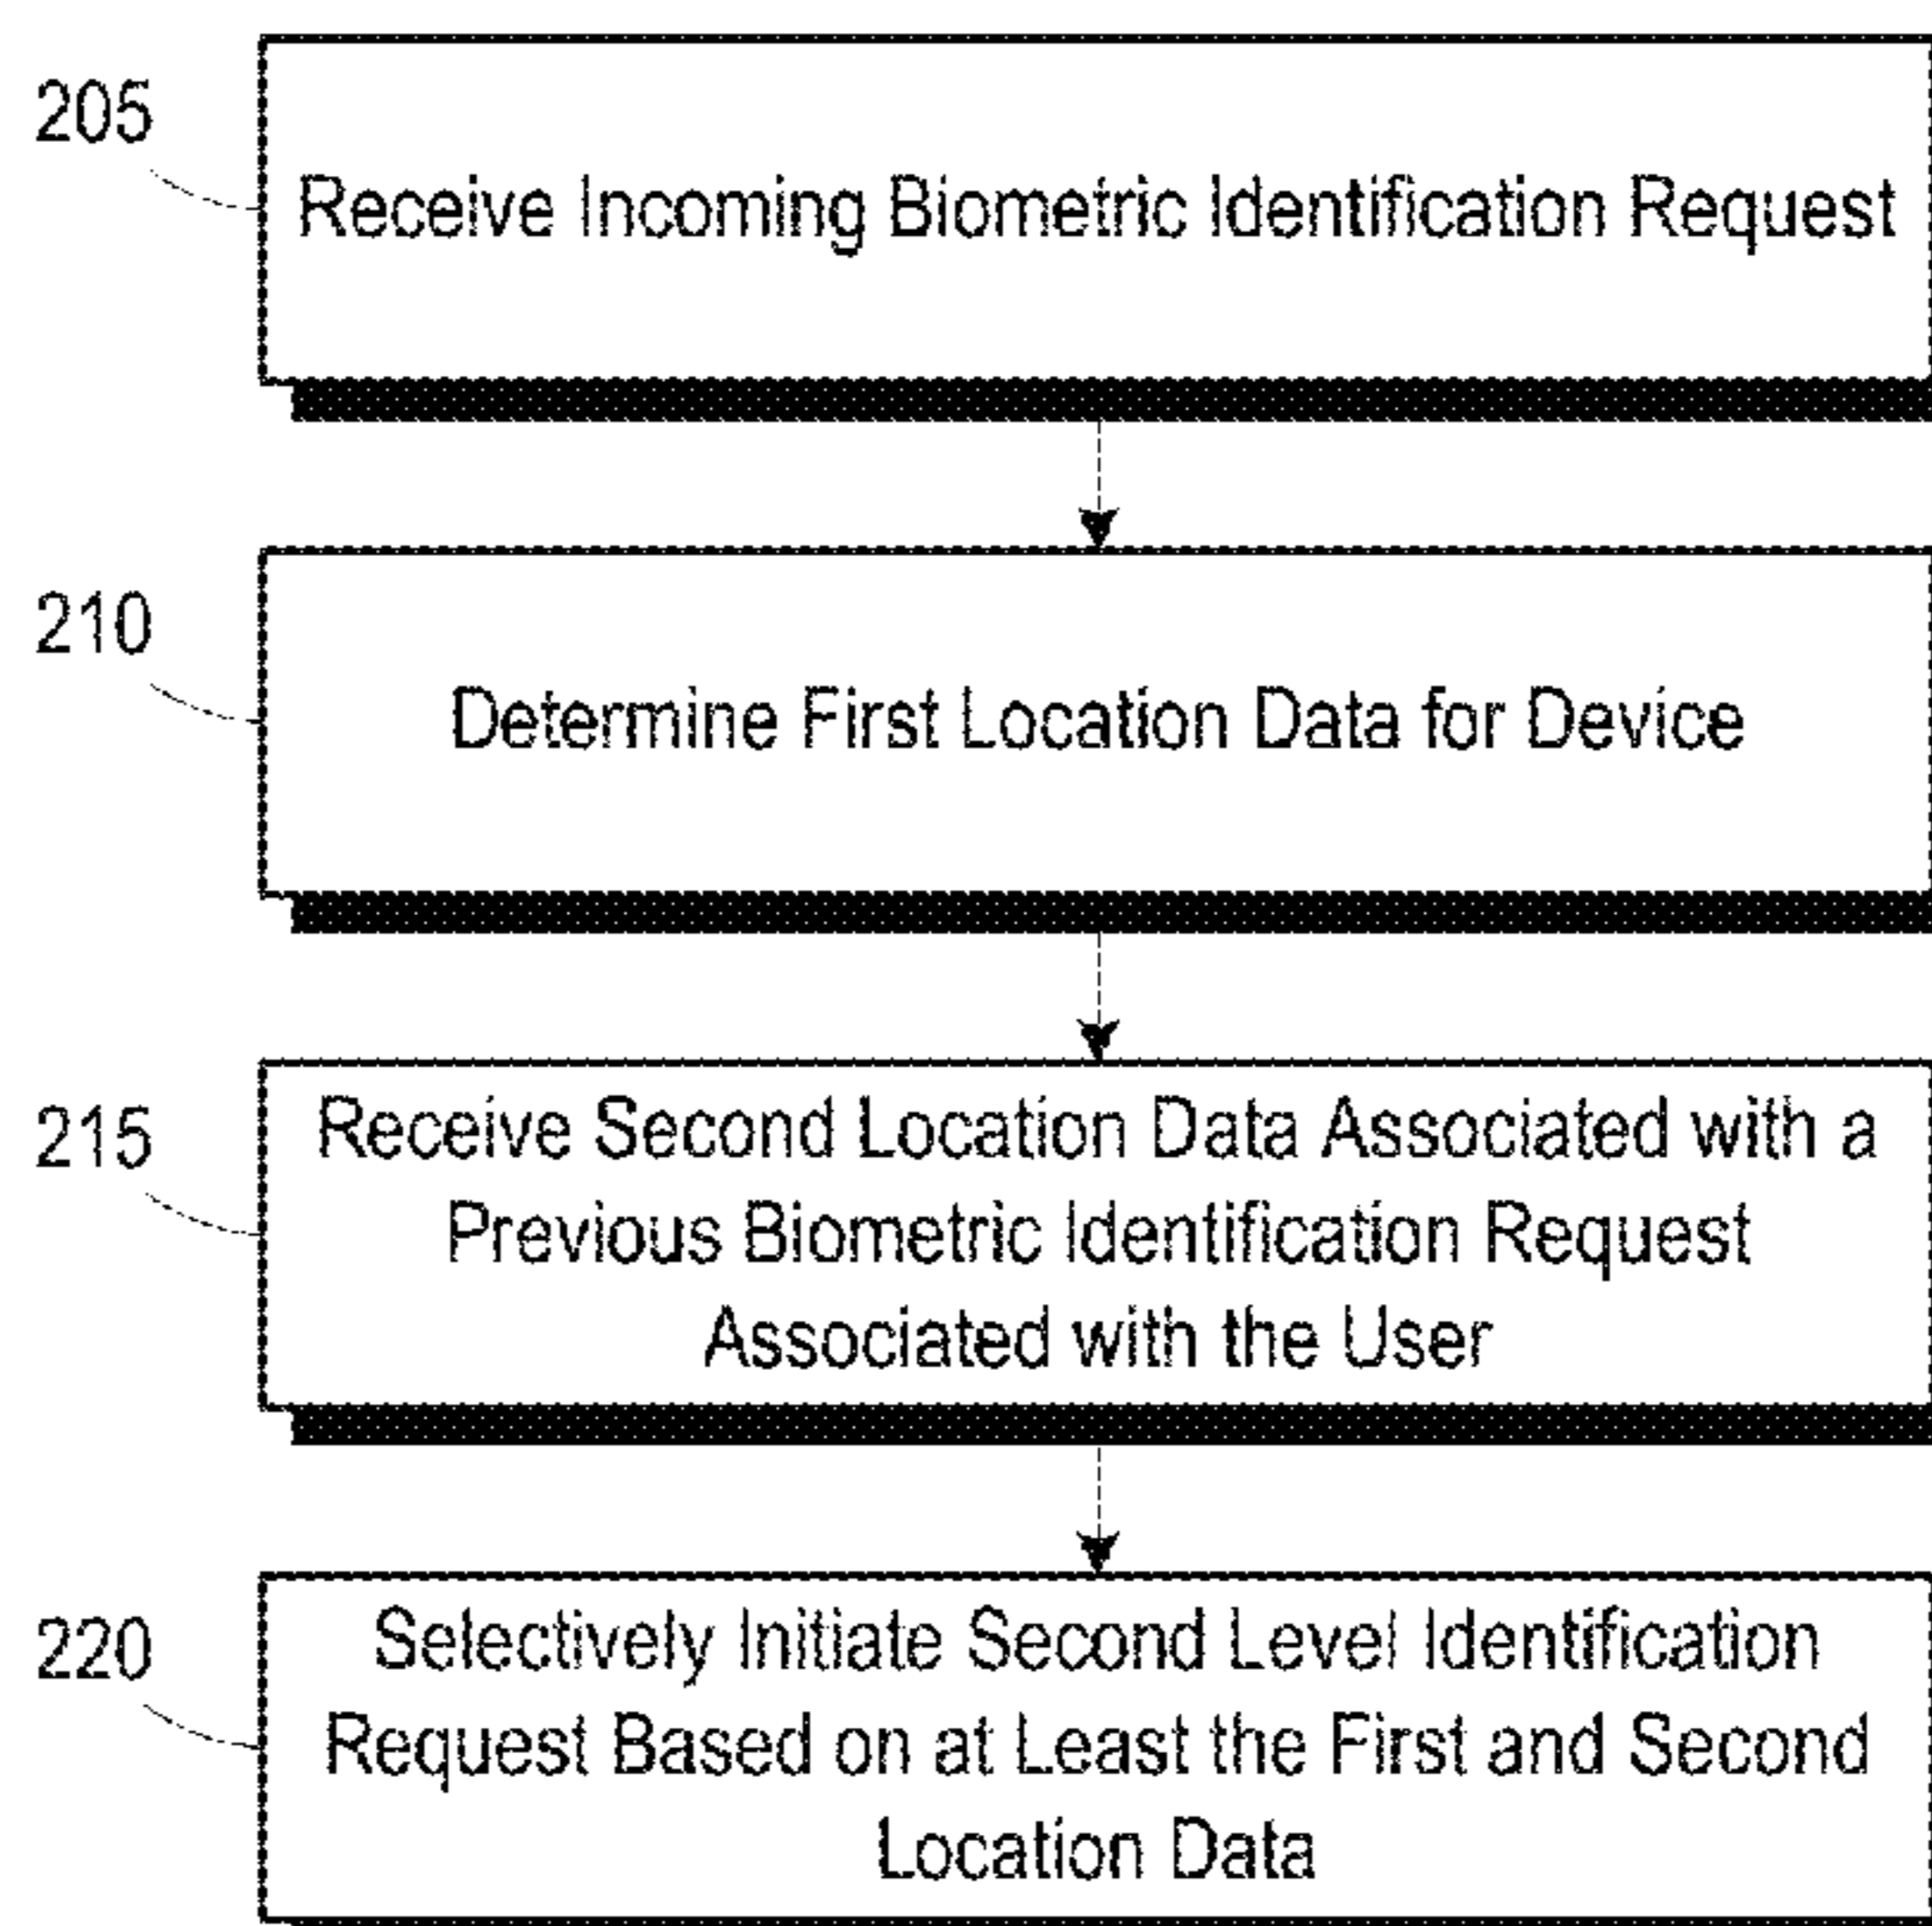 205
Receive Incoming Biometric Identification Request
210
Determine First Location Data for Device
215
Receive Second Location Data Associated with a
Previous Biometric Identification Request
Associated with the User
220
Selectively Initiate Second Level Identification
Request Based on at Least the First and Second
Location Data